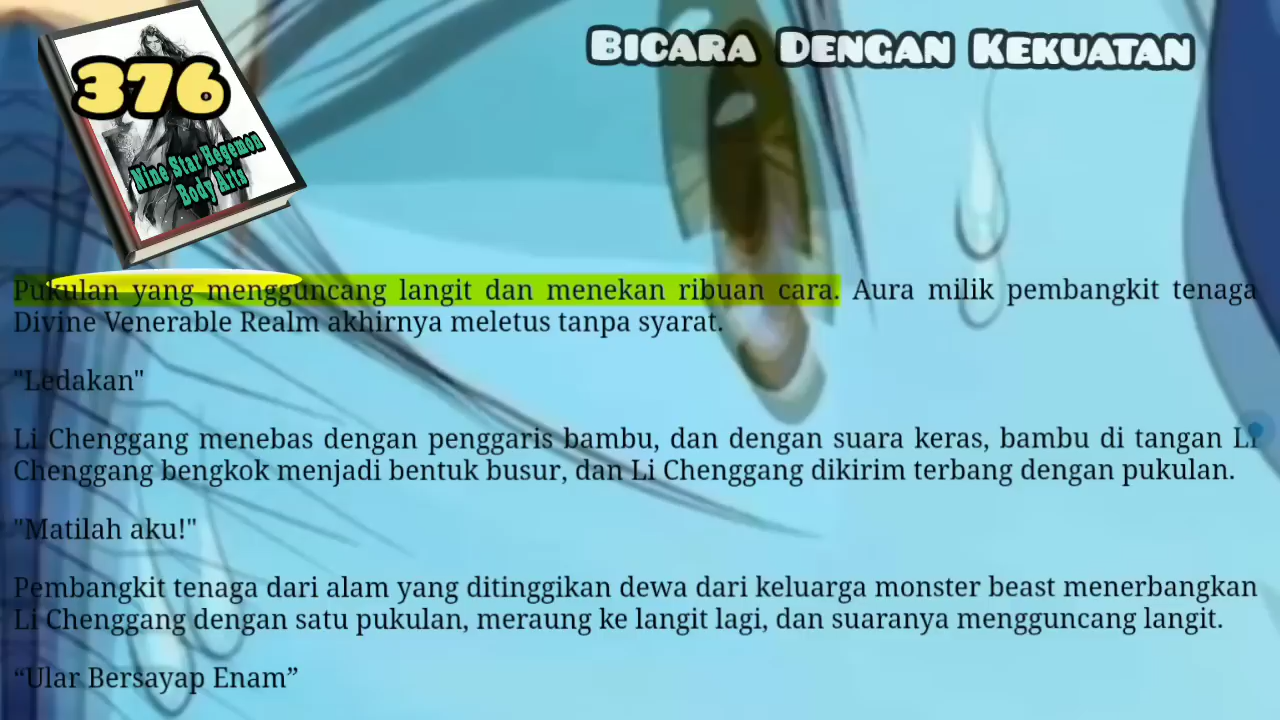 376
Nine Star Hegemon
Body Arts
Bicara Dengan Kekuatan
Pukulan yang mengguncang langit dan menekan ribuan cara. Aura milik pembangkit tenaga
Divine Venerable Realm akhirnya meletus tanpa syarat.
"Ledakan"
Li Chenggang menebas dengan penggaris bambu, dan dengan suara keras, bambu di tangan Li
Chenggang bengkok menjadi bentuk busur, dan Li Chenggang dikirim terbang dengan pukulan.
"Matilah aku!"
Pembangkit tenaga dari alam yang ditinggikan dewa dari keluarga monster beast menerbangkan
Li Chenggang dengan satu pukulan, meraung ke langit lagi, dan suaranya mengguncang langit.
“Ular Bersayap Enam”